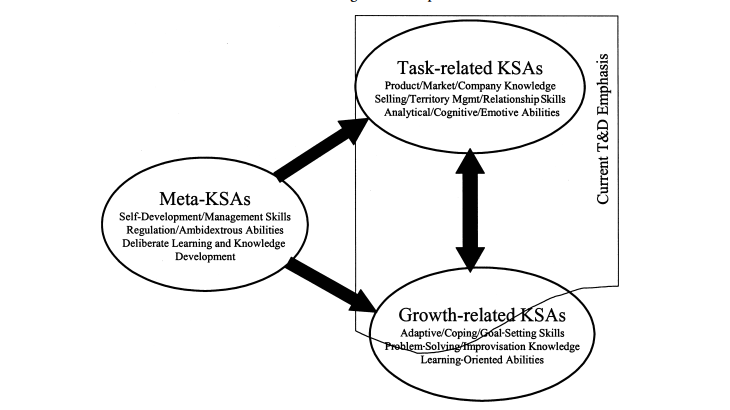 Task-related KSAs
Product/Market/Company Knowledge
Selling/Territory Mgmt/Relationship Skills
Analytical/Cognitive/Emotive Abilities
Current T&D Emphasis
Meta-KSAs
Self-Development/Management Skills
Regulation/Ambidextrous Abilities
Deliberate Learning and Knowledge
Development
Growth-related KSAs
Adaptive/Coping/Goal-Setting Skills
Problem-Solving/Improvisation Knowledge
Learning-Oriented Abilities